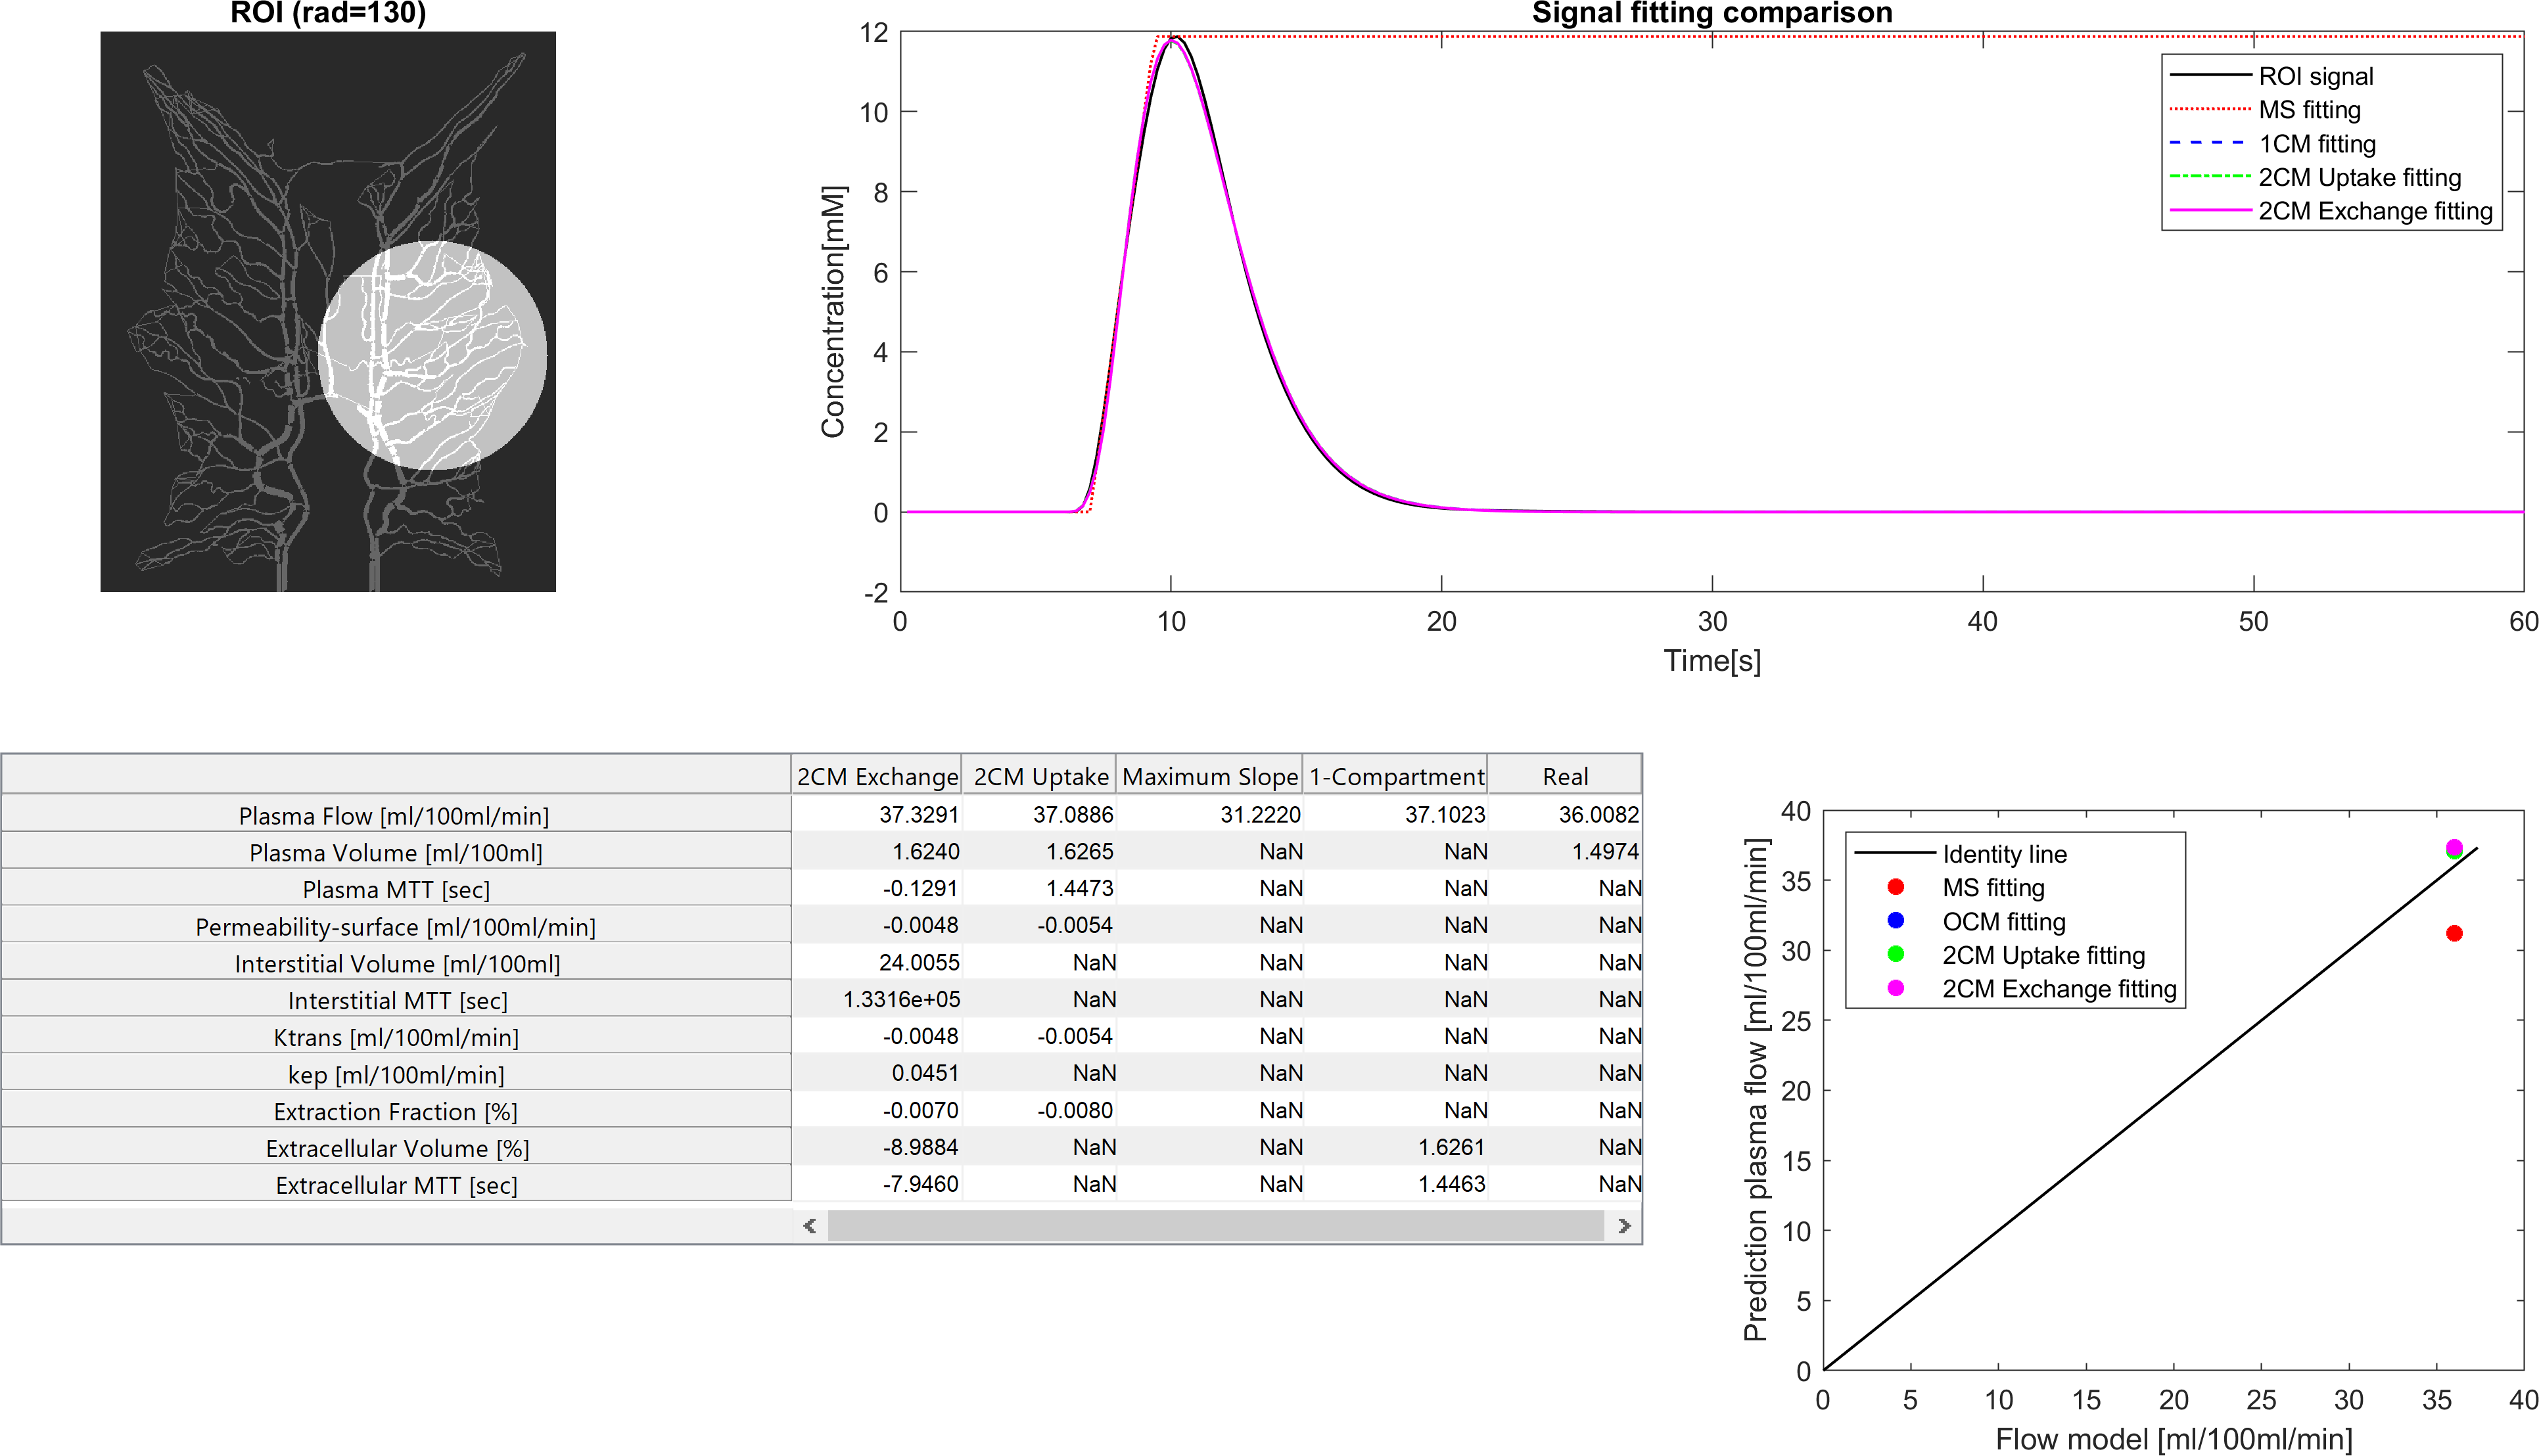 ROI (rad=130)
Signal fitting comparison
12
10
8
6
4
2
0
-2
Concentration[mM]
0 10 20 30 40 50 60
Time[s]
ROI signal
MS fitting
1CM fitting
2CM Uptake fitting
2CM Exchange fitting
2CM Exchange 2CM Uptake Maximum Slope 1-Compartment Real
Plasma Flow [ml/100ml/min] 37.3291 37.0886 31.2220 37.1023 36.0082
Plasma Volume [ml/100ml] 1.6240 1.6265 NaN NaN 1.4974
Plasma MTT [sec] -0.1291 1.4473 NaN NaN NaN
Permeability-surface [ml/100ml/min] -0.0048 -0.0054 NaN NaN NaN
Interstitial Volume [ml/100ml] 24.0055 NaN NaN NaN NaN
Interstitial MTT [sec] 1.3316e+05 NaN NaN NaN NaN
Ktrans [ml/100ml/min] -0.0048 -0.0054 NaN NaN NaN
kep [ml/100ml/min] 0.0451 NaN NaN NaN NaN
Extraction Fraction [%] -0.0070 -0.0080 NaN NaN NaN
Extracellular Volume [%] -8.9884 NaN NaN 1.6261 NaN
Extracellular MTT [sec] -7.9460 NaN NaN 1.4463 NaN
40
35
30
25
20
15
10
5
0
Prediction plasma flow [ml/100ml/min]
Identity line
MS fitting
OCM fitting
2CM Uptake fitting
2CM Exchange fitting
0 5 10 15 20 25 30 35 40
Flow model [ml/100ml/min]